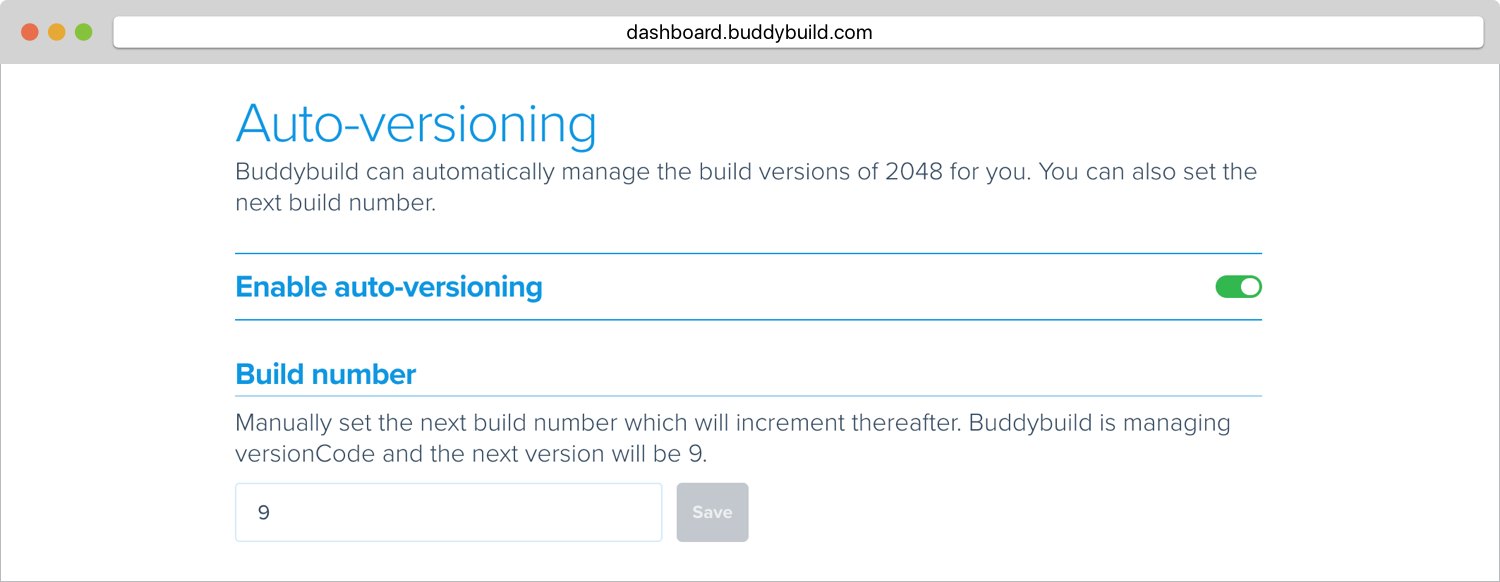 dashboard.buddybuild.com
Auto-versioning
Buddybuild can automatically manage the build versions of 2048 for you. You can also set the
next build number.
Enable auto-versioning
Build number
Manually set the next build number which will increment thereafter. Buddybuild is managing
versionCode and the next version will be 9.
9
Save